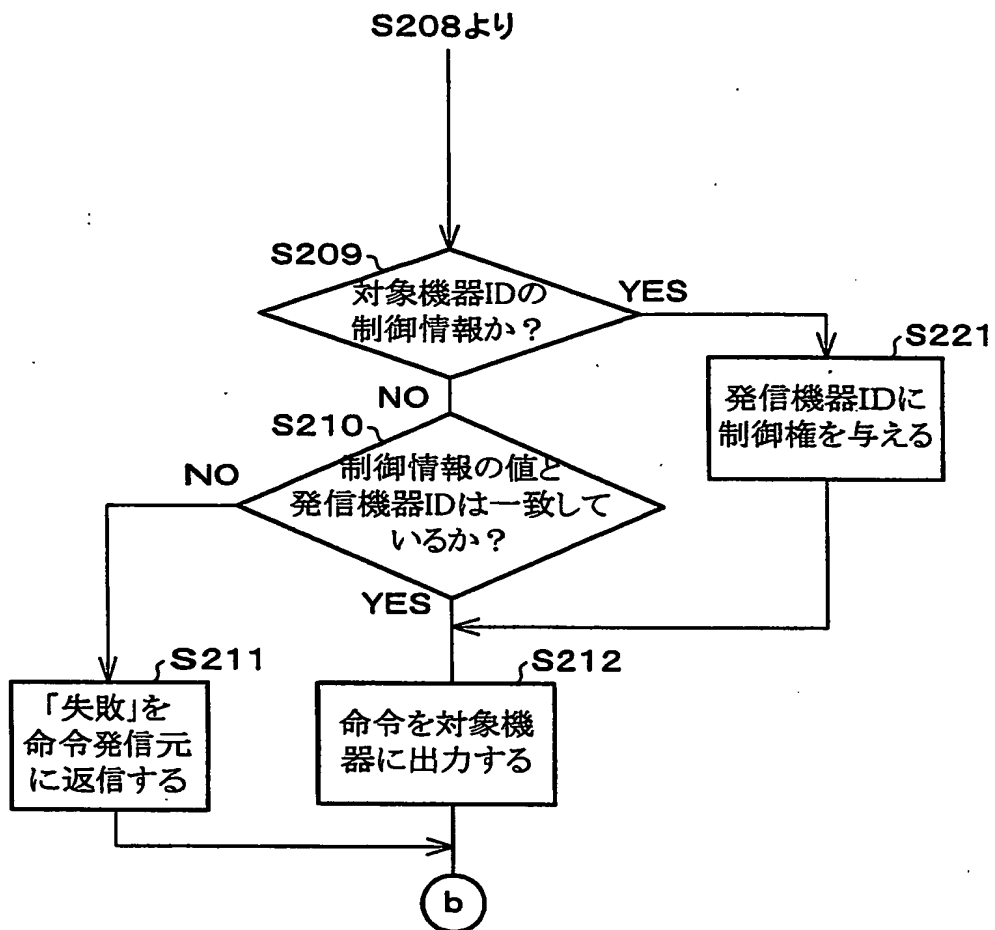 S208より
S209
対象機器IDの
制御情報か？
YES
S221
発信機器IDに
制御権を与える
NO
S210
制御情報の値と
発信機器IDは一致して
いるか？
NO
YES
S211
「失敗」を
命令発信元
に返信する
S212
命令を対象機
器に出力する
b